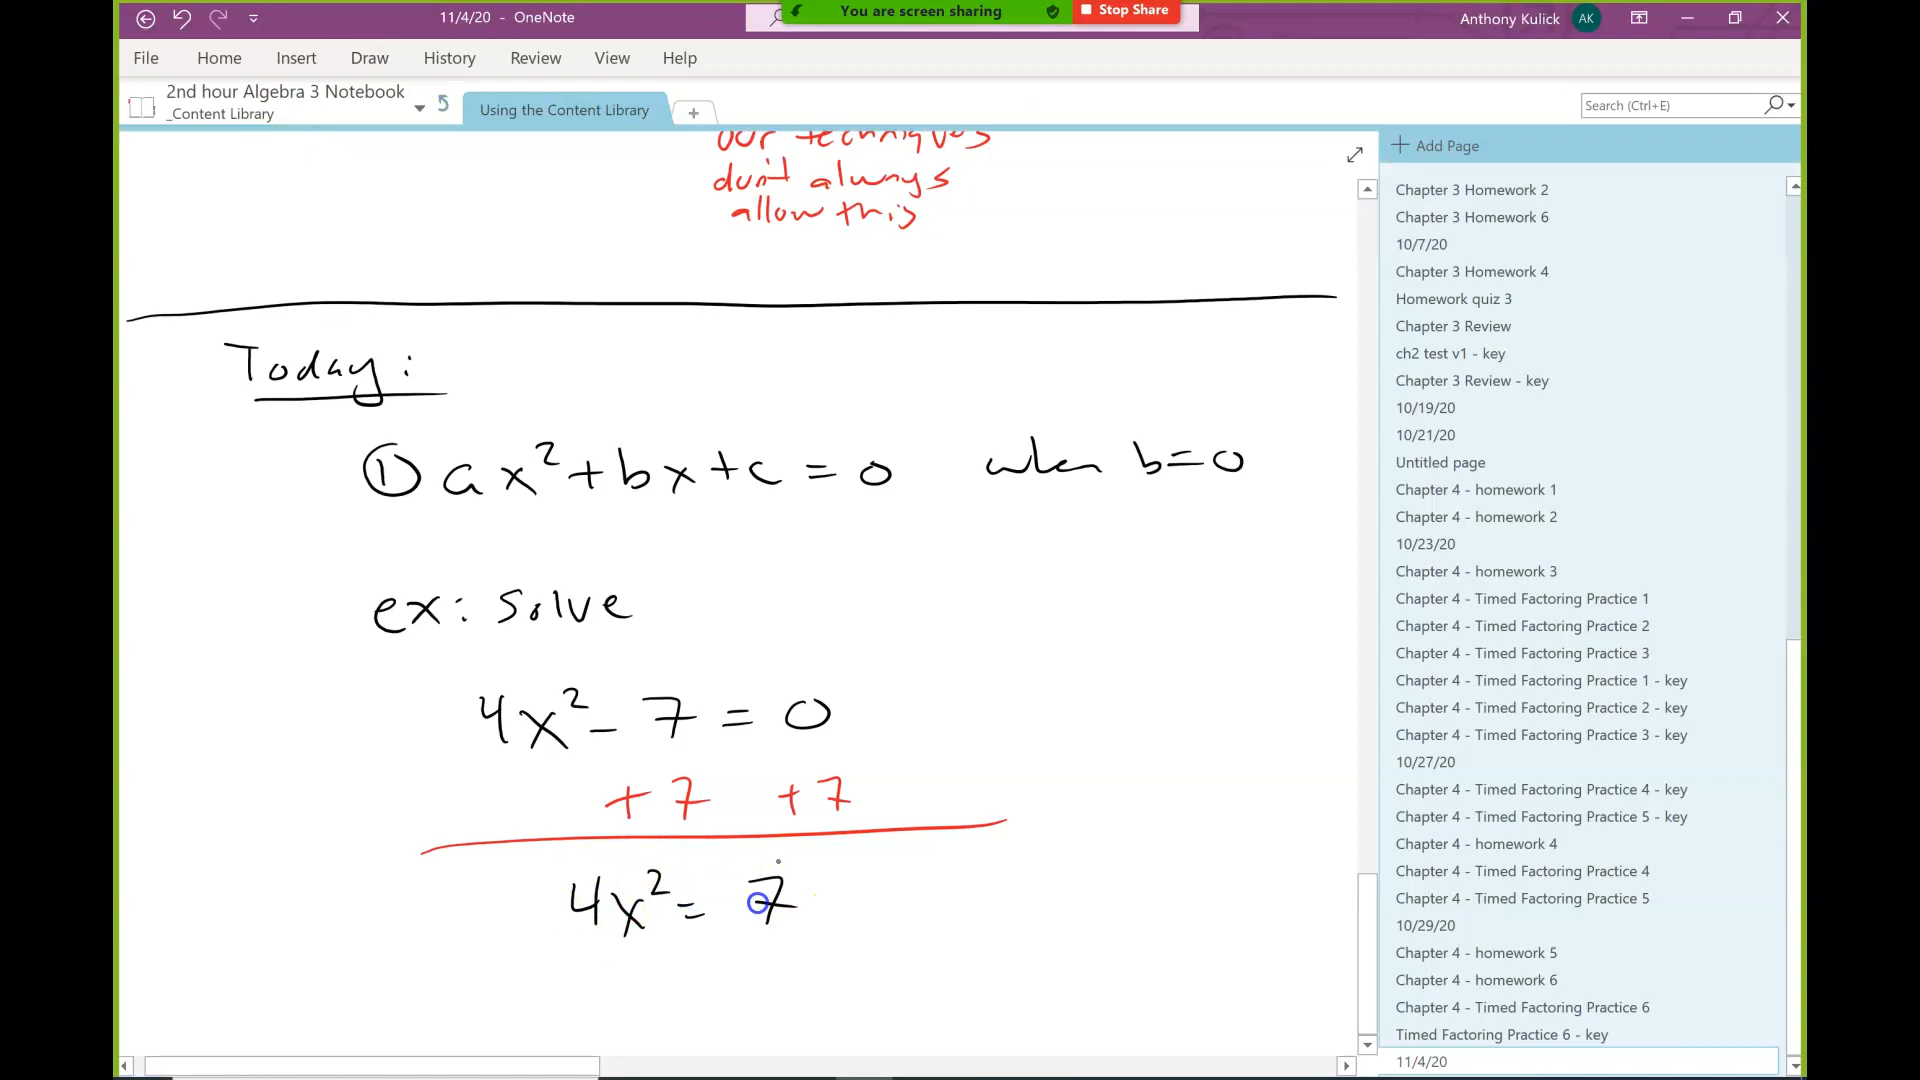 11/4/20 - OneNote
You are screen sharing
Stop Share
Anthony Kulick
AK
File Home Insert Draw History Review View Help
2nd hour Algebra 3 Notebook
_Content Library
Using the Content Library
Search (Ctrl+E)
our techniques
don't always
allow this
Today:
① ax²+bx+c = 0 when b=0
ex: Solve
4x² - 7 = 0
+7 +7
4x² = 7
Add Page
Chapter 3 Homework 2
Chapter 3 Homework 6
10/7/20
Chapter 3 Homework 4
Homework quiz 3
Chapter 3 Review
ch2 test v1 - key
Chapter 3 Review - key
10/19/20
10/21/20
Untitled page
Chapter 4 - homework 1
Chapter 4 - homework 2
10/23/20
Chapter 4 - homework 3
Chapter 4 - Timed Factoring Practice 1
Chapter 4 - Timed Factoring Practice 2
Chapter 4 - Timed Factoring Practice 3
Chapter 4 - Timed Factoring Practice 1 - key
Chapter 4 - Timed Factoring Practice 2 - key
Chapter 4 - Timed Factoring Practice 3 - key
10/27/20
Chapter 4 - Timed Factoring Practice 4 - key
Chapter 4 - Timed Factoring Practice 5 - key
Chapter 4 - homework 4
Chapter 4 - Timed Factoring Practice 4
Chapter 4 - Timed Factoring Practice 5
10/29/20
Chapter 4 - homework 5
Chapter 4 - homework 6
Chapter 4 - Timed Factoring Practice 6
Timed Factoring Practice 6 - key
11/4/20